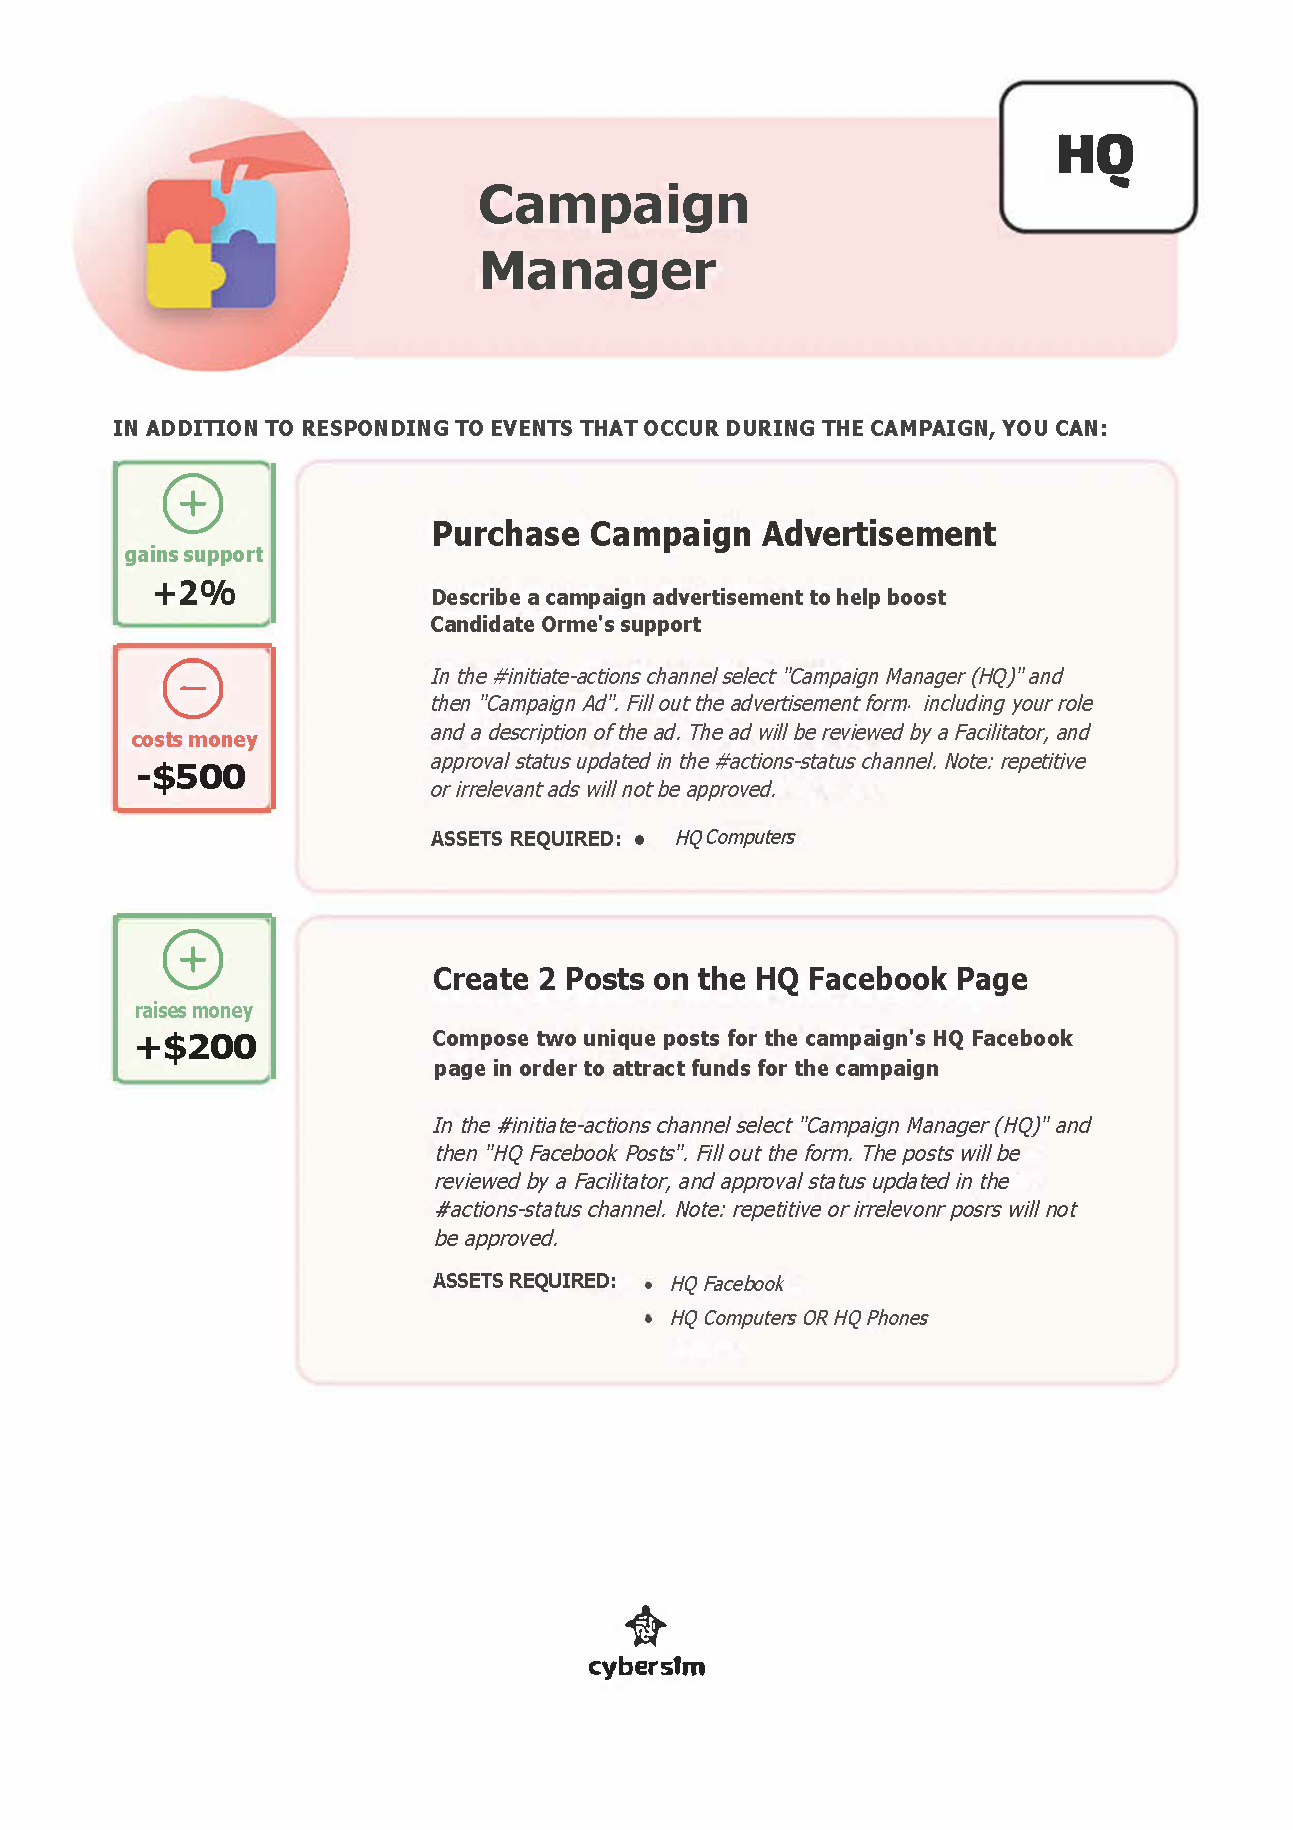 HQ
Campaign
Manager
IN ADDITION TO RESPONDING TO EVENTS THAT OCCUR DURING THE CAMPAIGN, YOU CAN:
gains support
+2%
costs money
-$500
Purchase Campaign Advertisement
Describe a campaign advertisement to help boost
Candidate Orme's support
In the #initiate-actions channel select "Campaign Manager (HQ)" and
then "Campaign Ad". Fill out the advertisement form· including your role
and a description of the ad. The ad will be reviewed by a Facilitator, and
approval status updated in the #actions-status channel. Note: repetitive
or irrelevant ads will not be approved.
ASSETS REQUIRED: • HQ Computers
raises money
+$200
Create 2 Posts on the HQ Facebook Page
Compose two unique posts for the campaign's HQ Facebook
page in order to attract funds for the campaign
In the #initiate-actions channel select "Campaign Manager (HQ)" and
then "HQ Facebook Posts". Fill out the form. The posts will be
reviewed by a Facilitator, and approval status updated in the
#actions-status channel. Note: repetitive or irrelevonr posrs will not
be approved.
ASSETS REQUIRED: • HQ Facebook
• HQ Computers OR HQ Phones
cybersim